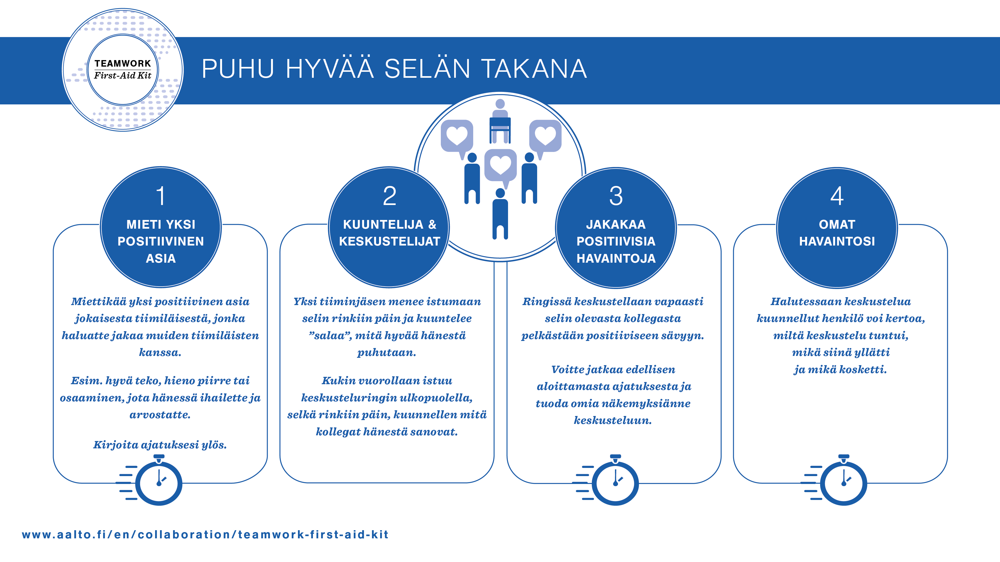 TEAMWORK
First-Aid Kit
PUHU HYVÄÄ SELÄN TAKANA
1
MIETI YKSI
POSITIIVINEN
ASIA
Miettikää yksi positiivinen asia
jokaisesta tiimiläisestä, jonka
haluatte jakaa muiden tiimiläisten
kanssa.
Esim. hyvä teko, hieno piirre tai
osaaminen, jota hänessä ihailette ja
arvostatte.
Kirjoita ajatuksesi ylös.
2
KUUNTELIJA &
KESKUSTELIJAT
Yksi tiiminjäsen menee istumaan
selin rinkiin päin ja kuuntelee
”salaa”, mitä hyvää hänestä
puhutaan.
Kukin vuorollaan istuu
keskusteluringin ulkopuolella,
selkä rinkiin päin, kuunnellen mitä
kollegat hänestä sanovat.
3
JAKAKAA
POSITIIVISIA
HAVAINTOJA
Ringissä keskustellaan vapaasti
selin olevasta kollegasta
pelkästään positiiviseen sävyyn.
Voitte jatkaa edellisen
aloittamasta ajatuksesta ja
tuoda omia näkemyksiänne
keskusteluun.
4
OMAT
HAVAINTOSI
Halutessaan keskustelua
kuunnellut henkilö voi kertoa,
miltä keskustelu tuntui,
mikä siinä yllätti
ja mikä kosketti.
www.aalto.fi/en/collaboration/teamwork-first-aid-kit